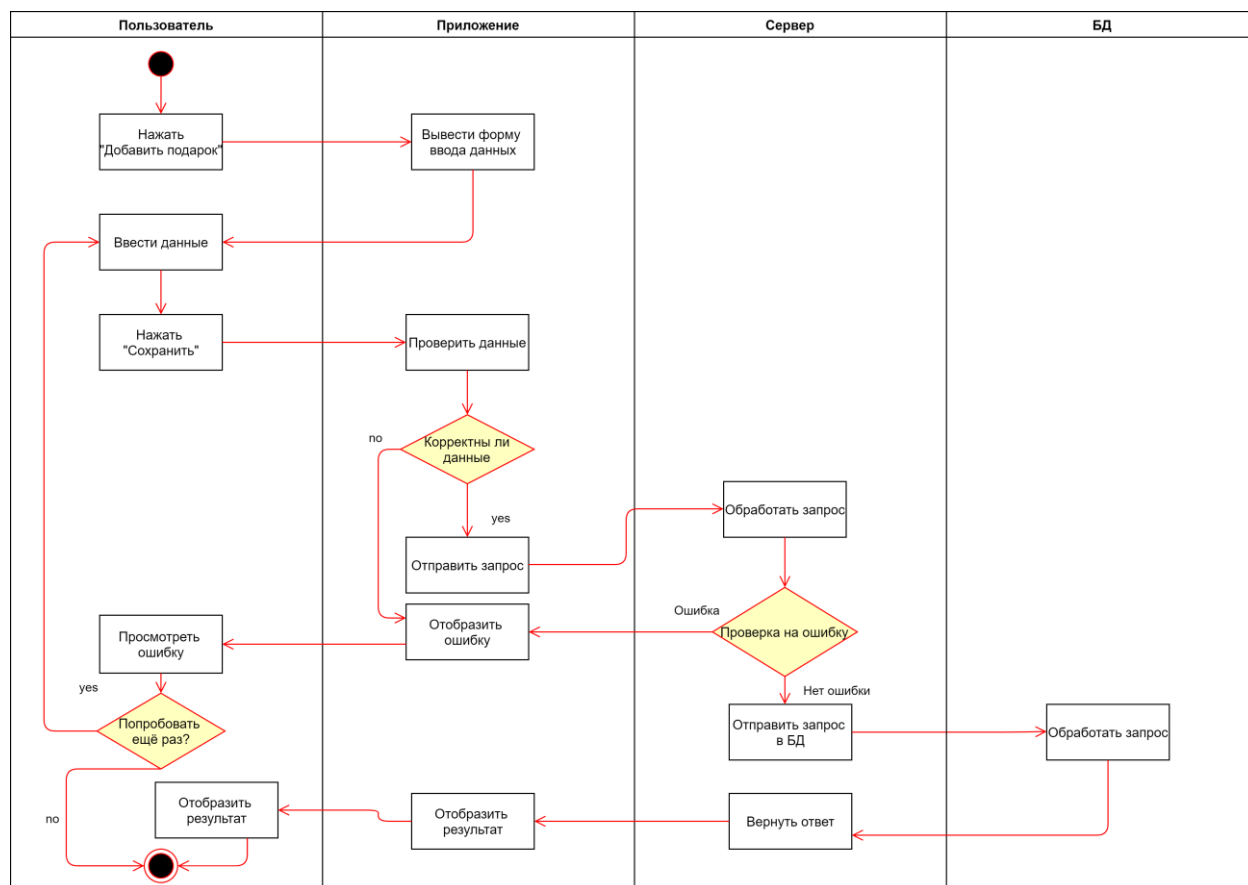 Пользователь
Приложение
Сервер
БД
Нажать
"Добавить подарок"
Вывести форму
ввода данных
Ввести данные
Нажать
"Сохранить"
Проверить данные
Корректны ли
данные
no
yes
Обработать запрос
Отправить запрос
Ошибка
Проверка на ошибку
Отобразить
ошибку
Просмотреть
ошибку
yes
Нет ошибки
Попробовать
ещё раз?
Отправить запрос
в БД
Обработать запрос
no
Отобразить
результат
Отобразить
результат
Вернуть ответ